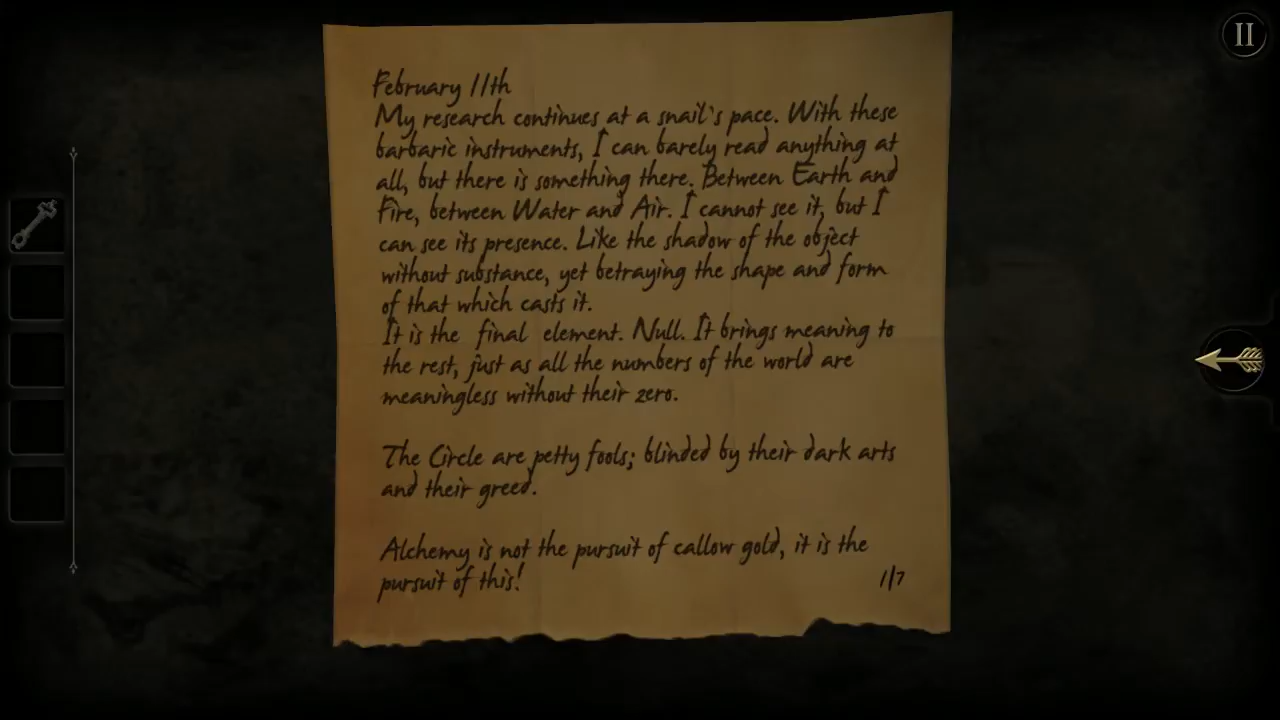 II
February 11th
My research continues at a snail's pace. With these
barbaric instruments, I can barely read anything at
all, but there is something there. Between Earth and
Fire, between Water and Air. I cannot see it, but I
can see its presence. Like the shadow of the object
without substance, yet betraying the shape and form
of that which casts it.
It is the final element. Null. It brings meaning to
the rest, just as all the numbers of the world are
meaningless without their zero.
The Circle are petty fools; blinded by their dark arts
and their greed.
Alchemy is not the pursuit of callow gold, it is the
pursuit of this!
1/7